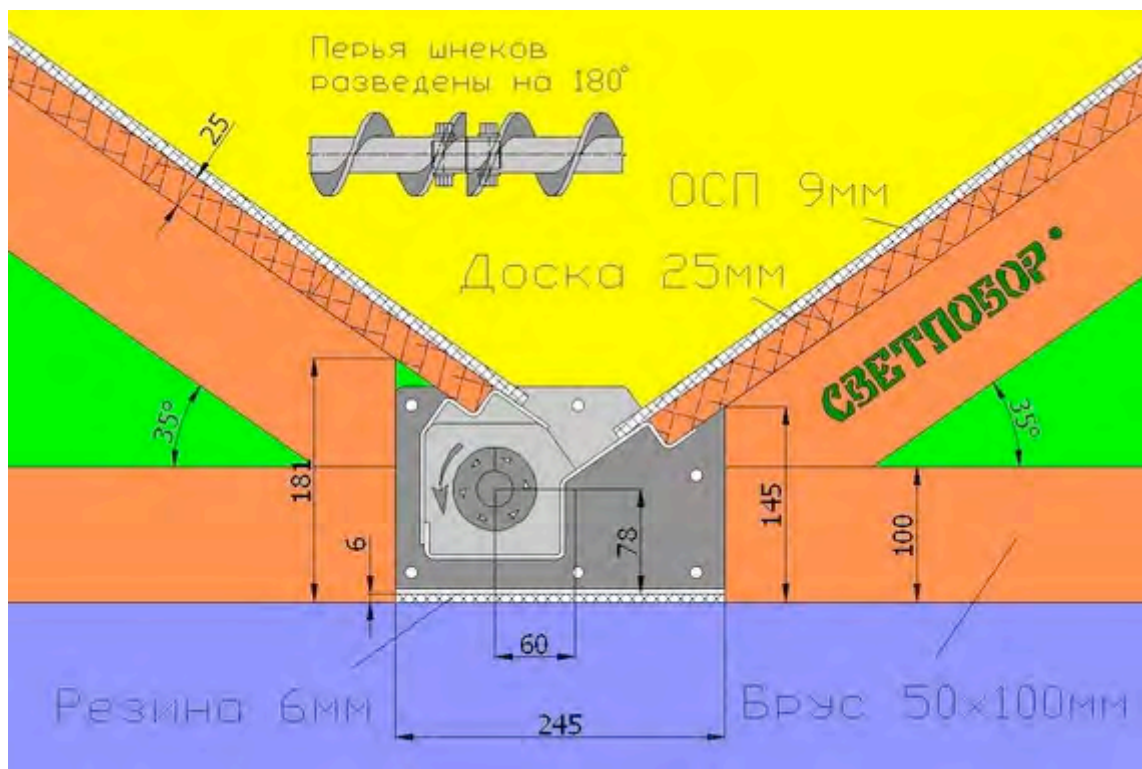 Перья шнеков
разведены на 180°
25
ОСП 9мм
Доска 25мм
СВЕТЛОБОР
35°
35°
181
145
100
6
78
60
Резина 6мм
Брус 50×100мм
245